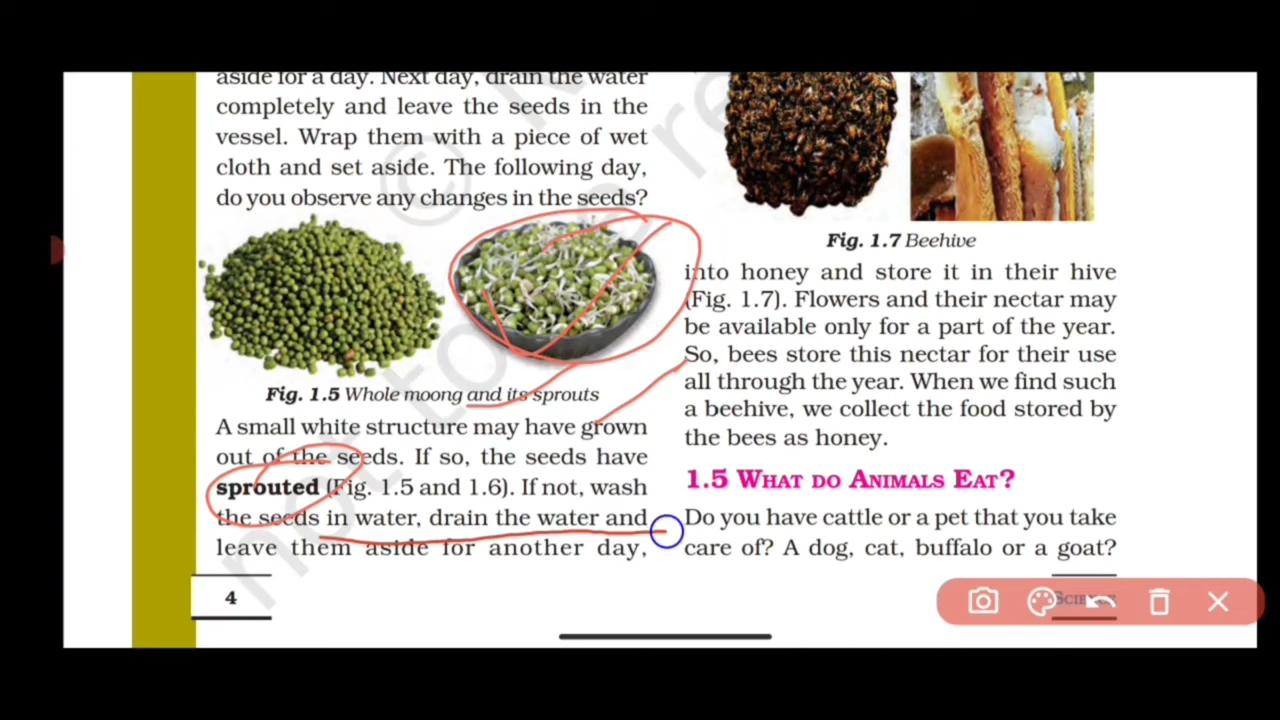 aside for a day. Next day, drain the water
completely and leave the seeds in the
vessel. Wrap them with a piece of wet
cloth and set aside. The following day,
do you observe any changes in the seeds?
Fig. 1.5 Whole moong and its sprouts
A small white structure may have grown
out of the seeds. If so, the seeds have
sprouted (Fig. 1.5 and 1.6). If not, wash
the seeds in water, drain the water and
leave them aside for another day,
4
Fig. 1.7 Beehive
into honey and store it in their hive
(Fig. 1.7). Flowers and their nectar may
be available only for a part of the year.
So, bees store this nectar for their use
all through the year. When we find such
a beehive, we collect the food stored by
the bees as honey.
1.5 WHAT DO ANIMALS EAT?
Do you have cattle or a pet that you take
care of? A dog, cat, buffalo or a goat?
SCIENCE
©
not to
re